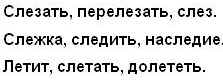 Слезать, перелезать, слез.
Слежка, следить, наследие.
Летит, слетать, долететь.